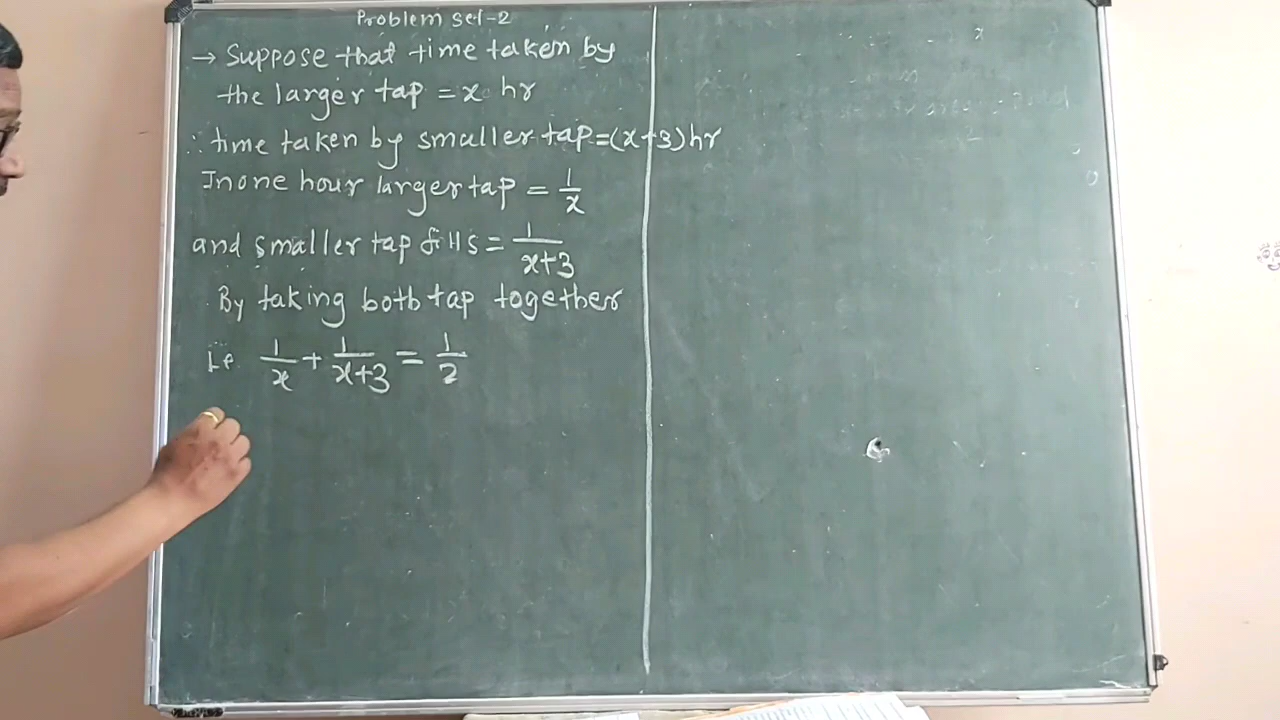 Problem set-2
→ Suppose that time taken by
the larger tap = x hr
∴ time taken by smaller tap=(x+3)hr
In one hour larger tap = 1/x
and smaller tap fills = 1/x+3
By taking both tap together
i.e 1/x + 1/x+3 = 1/2